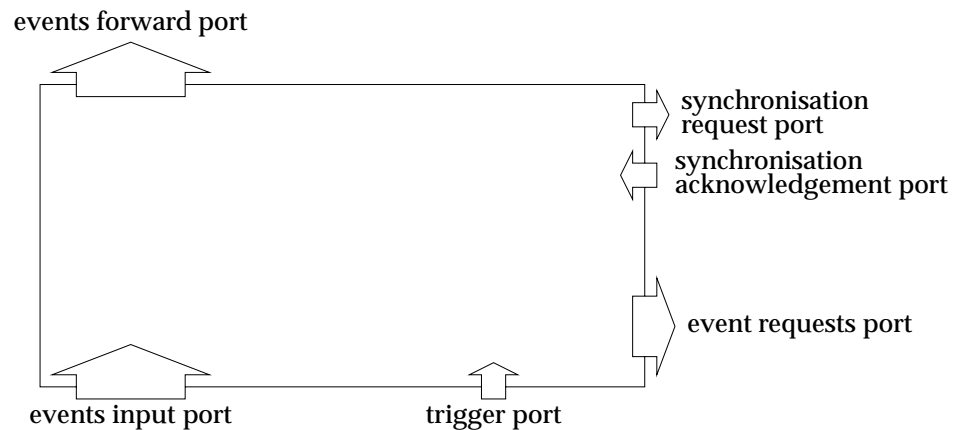 events forward port
synchronisation
request port
synchronisation
acknowledgement port
event requests port
events input port
trigger port